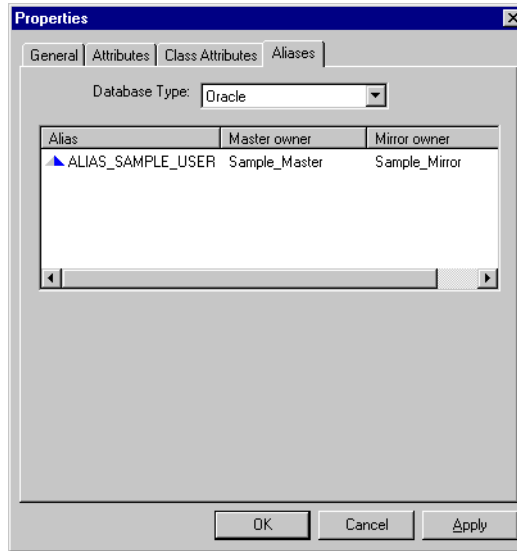 Properties
General Attributes Class Attributes Aliases
Database Type: Oracle
Alias Master owner Mirror owner
ALIAS_SAMPLE_USER Sample_Master Sample_Mirror
OK Cancel Apply